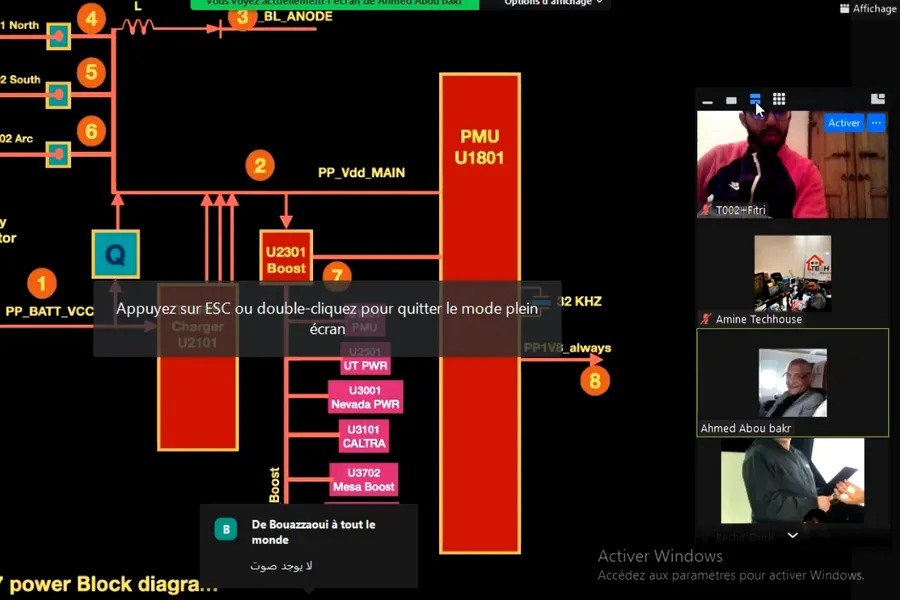 Vous voyez actuellement l'écran de Ahmed Abou bakr
Options d'affichage
Affichage
L
3
PP_BL_ANODE
1 North
4
2 South
5
02 Arc
6
2
PP_Vdd_MAIN
PMU
U1801
Q
U2301
Boost
1
7
PP_BATT_VCC
Appuyez sur ESC ou double-cliquez pour quitter le mode plein
écran
Charger
U2101
PMU
32 KHZ
PP1V8_always
8
U2501
UT PWR
U3001
Nevada PWR
U3101
CALTRA
U3702
Mesa Boost
Boost
B
De Bouazzaoui à tout le
monde
لا يوجد صوت
7 power Block diagra...
Activer
...
T002-Fitri
TECH
Amine Techhouse
Ahmed Abou bakr
Activer Windows
Accédez aux paramètres pour activer Windows.